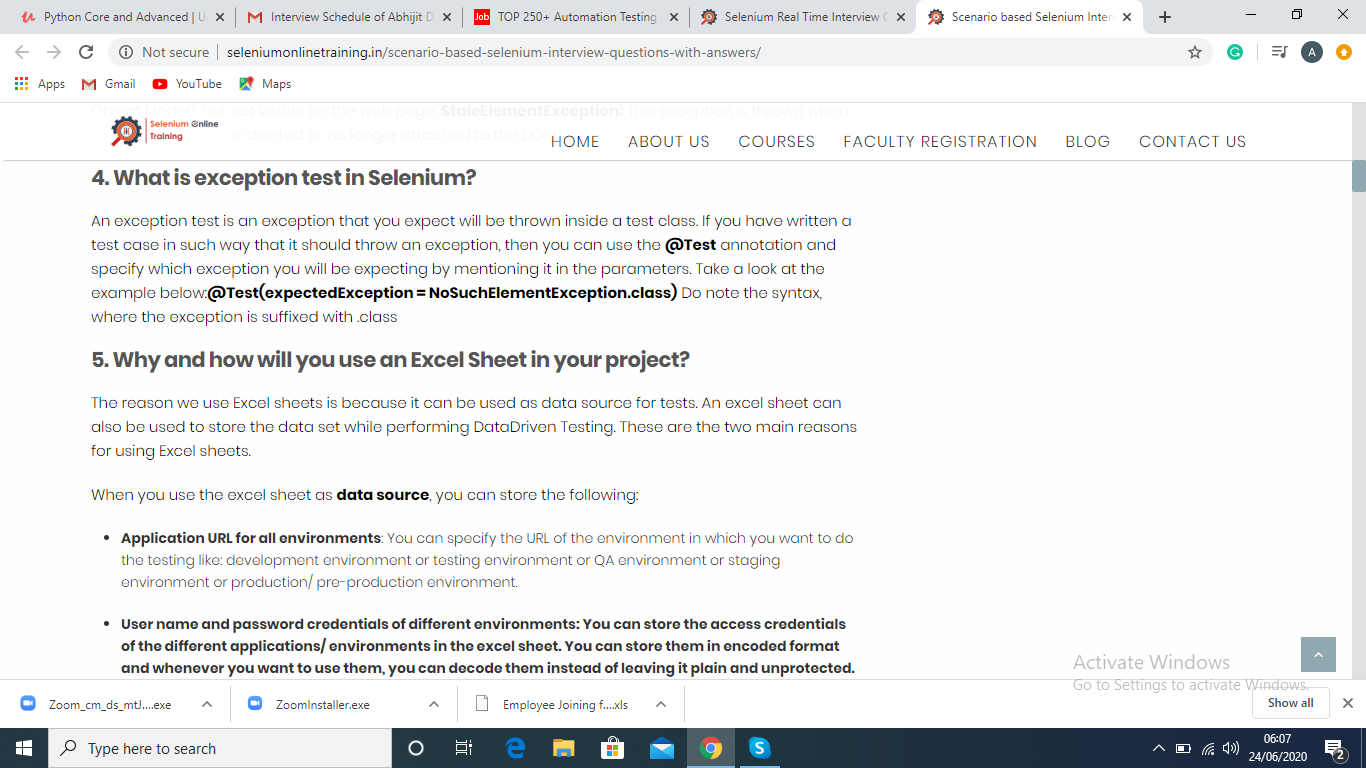 Python Core and Advanced | U
Interview Schedule of Abhijit D
Job TOP 250+ Automation Testing
Selenium Real Time Interview Q
Scenario based Selenium Inter
Not secure | seleniumonlinetraining.in/scenario-based-selenium-interview-questions-with-answers/
A
Apps Gmail YouTube Maps
Object Model) but not visible on the web page. StaleElementException: This exception is thrown when
deleted or no longer attached to the DOM
Selenium Online
Training
HOME ABOUT US COURSES FACULTY REGISTRATION BLOG CONTACT US
4. What is exception test in Selenium?
An exception test is an exception that you expect will be thrown inside a test class. If you have written a
test case in such way that it should throw an exception, then you can use the @Test annotation and
specify which exception you will be expecting by mentioning it in the parameters. Take a look at the
example below:@Test(expectedException = NoSuchElementException.class) Do note the syntax,
where the exception is suffixed with .class
5. Why and how will you use an Excel Sheet in your project?
The reason we use Excel sheets is because it can be used as data source for tests. An excel sheet can
also be used to store the data set while performing DataDriven Testing. These are the two main reasons
for using Excel sheets.
When you use the excel sheet as data source, you can store the following:
• Application URL for all environments: You can specify the URL of the environment in which you want to do
the testing like: development environment or testing environment or QA environment or staging
environment or production/ pre-production environment.
• User name and password credentials of different environments: You can store the access credentials
of the different applications/ environments in the excel sheet. You can store them in encoded format
and whenever you want to use them, you can decode them instead of leaving it plain and unprotected.
Activate Windows
Go to Settings to activate Windows.
Zoom_cm_ds_mtJ....exe
ZoomInstaller.exe
Employee Joining f....xls
Show all
Type here to search
06:07
24/06/2020
2